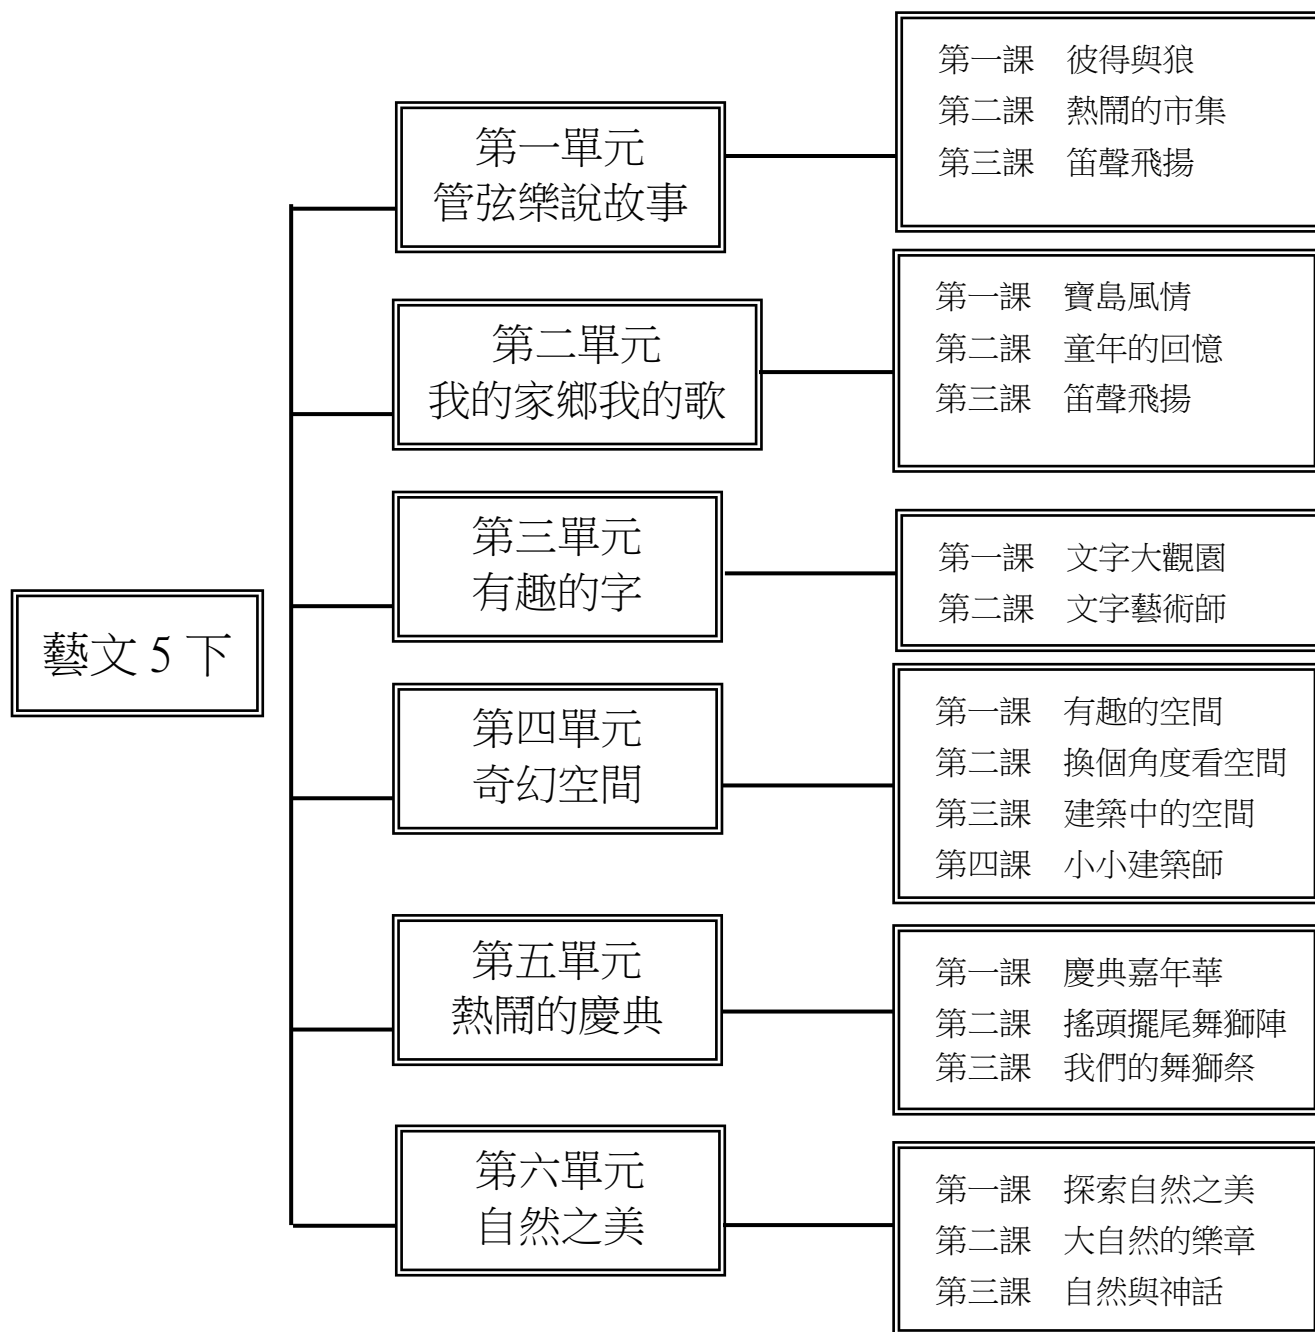 藝文 5 下
第一單元
管弦樂說故事
第一課　彼得與狼
第二課　熱鬧的市集
第三課　笛聲飛揚
第二單元
我的家鄉我的歌
第一課　寶島風情
第二課　童年的回憶
第三課　笛聲飛揚
第三單元
有趣的字
第一課　文字大觀園
第二課　文字藝術師
第四單元
奇幻空間
第一課　有趣的空間
第二課　換個角度看空間
第三課　建築中的空間
第四課　小小建築師
第五單元
熱鬧的慶典
第一課　慶典嘉年華
第二課　搖頭擺尾舞獅陣
第三課　我們的舞獅祭
第六單元
自然之美
第一課　探索自然之美
第二課　大自然的樂章
第三課　自然與神話